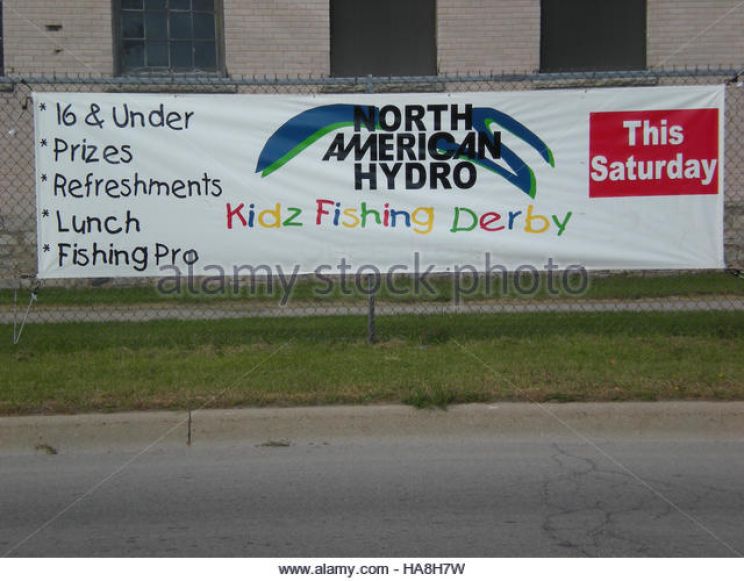 * 16 & Under
* Prizes
* Refreshments
* Lunch
* Fishing Pro
NORTH
AMERICAN
HYDRO
Kidz Fishing Derby
This
Saturday
alamy stock photo
www.alamy.com - HA8H7W